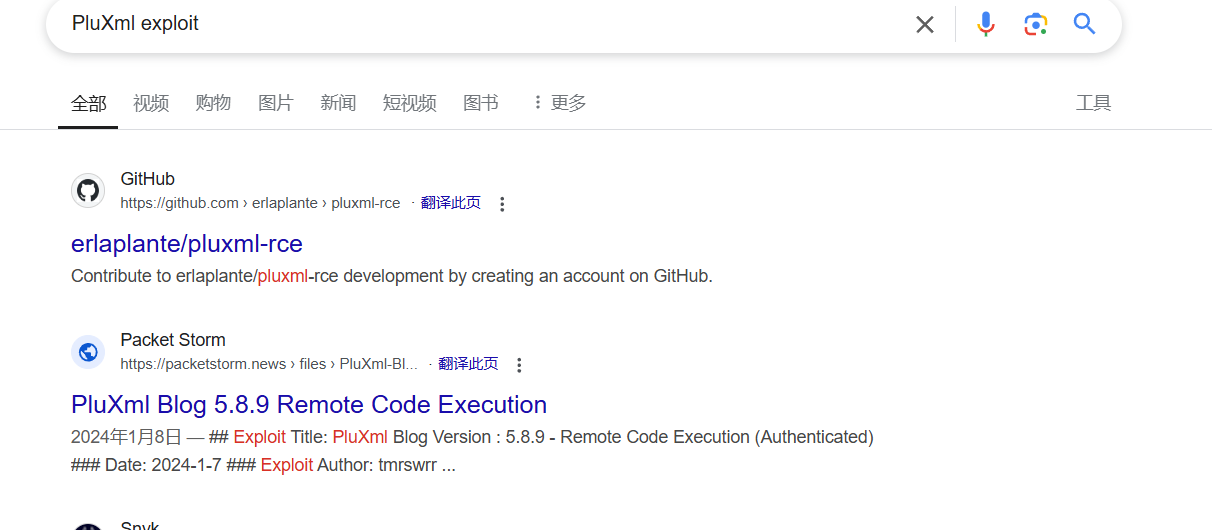 PluXml exploit
全部 视频 购物 图片 新闻 短视频 图书 更多 工具
GitHub
https://github.com › erlaplante › pluxml-rce · 翻译此页
erlaplante/pluxml-rce
Contribute to erlaplante/pluxml-rce development by creating an account on GitHub.
Packet Storm
https://packetstorm.news › files › PluXml-Bl... · 翻译此页
PluXml Blog 5.8.9 Remote Code Execution
2024年1月8日 — ## Exploit Title: PluXml Blog Version : 5.8.9 - Remote Code Execution (Authenticated)
### Date: 2024-1-7 ### Exploit Author: tmrswrr ...
Snyk